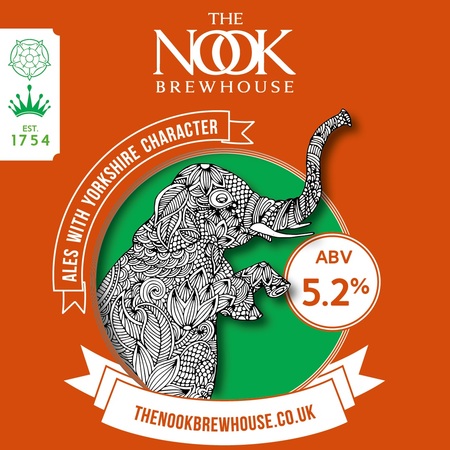 THE
NOOK
BREWHOUSE
EST.
1754
ALES WITH YORKSHIRE CHARACTER
ABV
5.2%
THENOOKBREWHOUSE.CO.UK